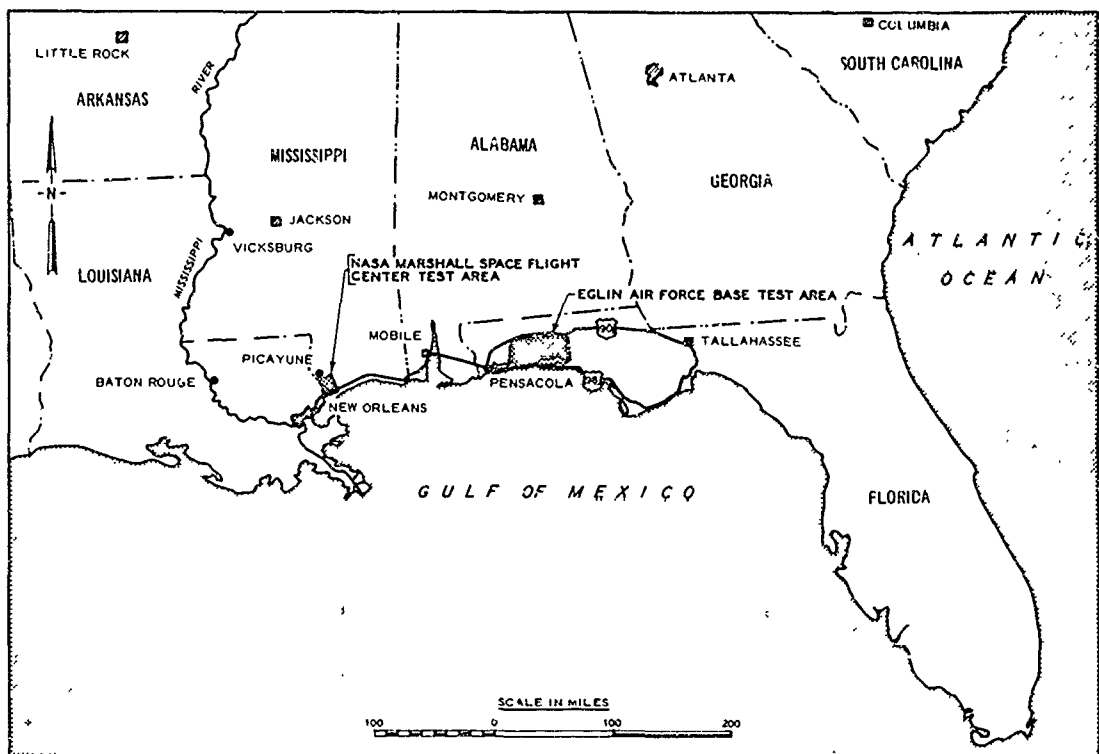 COLUMBIA
LITTLE ROCK
SOUTH CAROLINA
ATLANTA
ARKANSAS
RIVER
MISSISSIPPI
ALABAMA
GEORGIA
N
MONTGOMERY
JACKSON
VICKSBURG
ATLANTIC
OCEAN
LOUISIANA
MISSISSIPPI
NASA MARSHALL SPACE FLIGHT
CENTER TEST AREA
EGLIN AIR FORCE BASE TEST AREA
90
MOBILE
TALLAHASSEE
PICAYUNE
BATON ROUGE
PENSACOLA
98
NEW ORLEANS
GULF OF MEXICO
FLORIDA
SCALE IN MILES
100 0 100 200